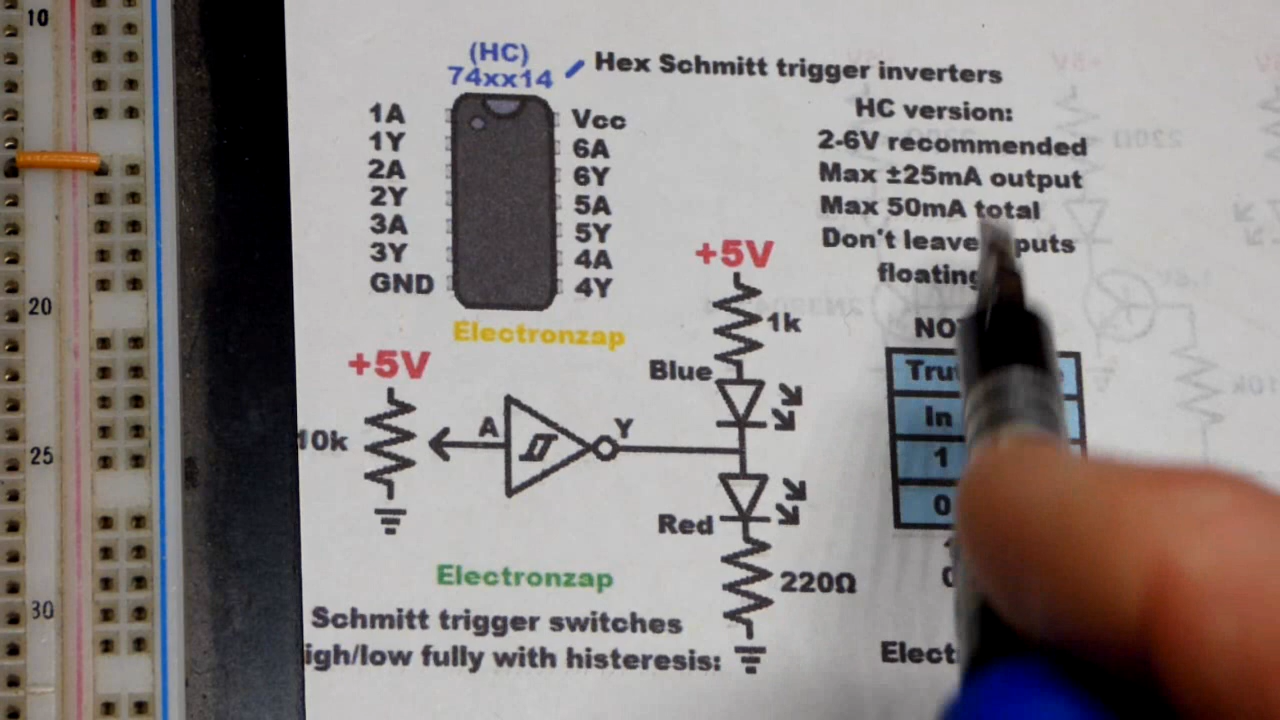 10
20
25
30
(HC)
74xx14
Hex Schmitt trigger inverters
1A
1Y
2A
2Y
3A
3Y
GND
Vcc
6A
6Y
5A
5Y
4A
4Y
Electronzap
HC version:
2-6V recommended
Max ±25mA output
Max 50mA total
Don't leave
floating
+5V
10k
A
Y
+5V
1k
Blue
Red
220Ω
In
1
0
Electronzap
Schmitt trigger switches
igh/low fully with histeresis: